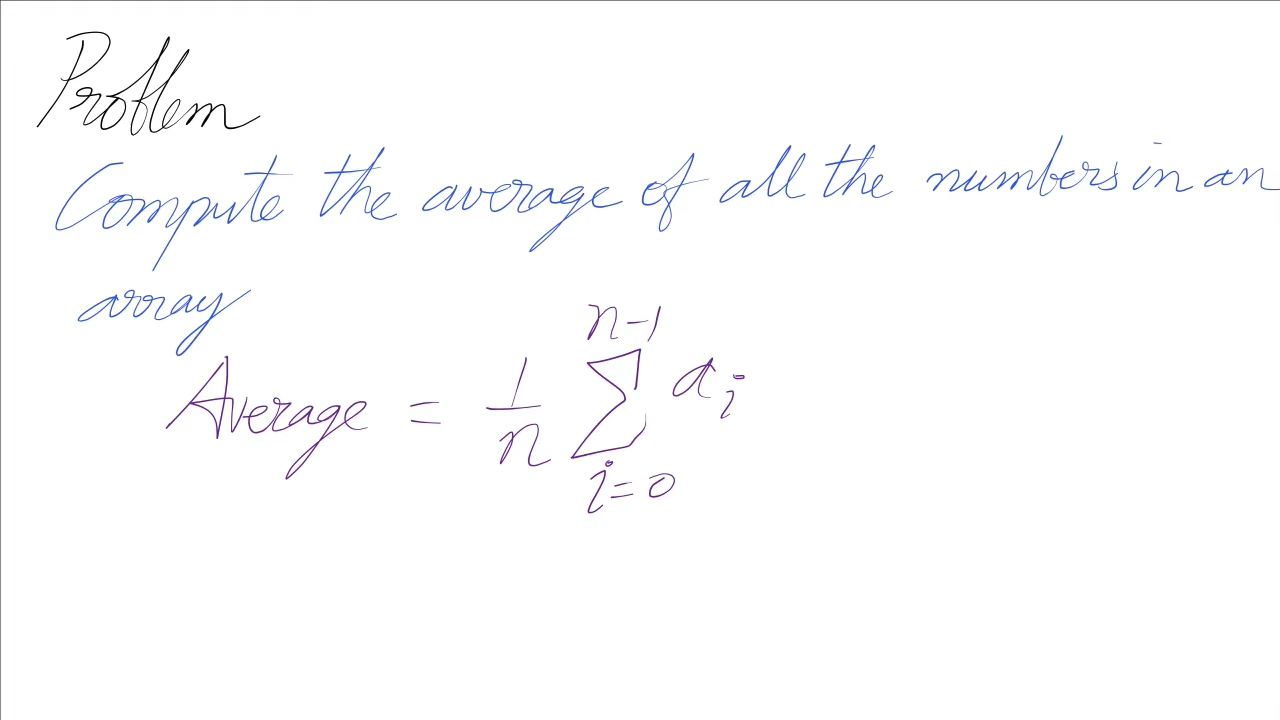 Problem
Compute the average of all the numbers in an
array
Average = 1/n ∑_{i=0}^{n-1} a_i